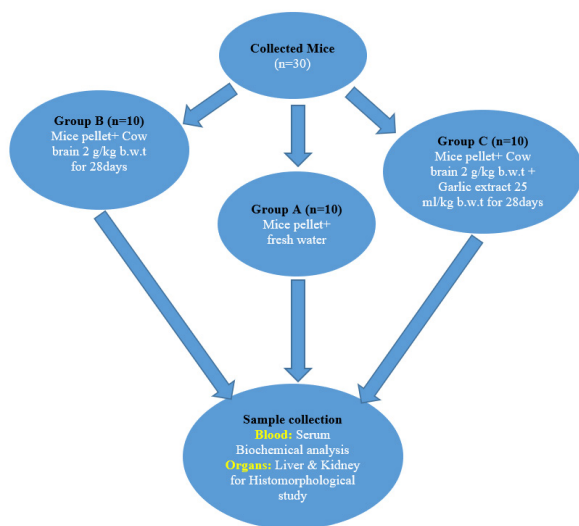 Collected Mice
(n=30)
Group B (n=10)
Mice pellet+ Cow
brain 2 g/kg b.w.t
for 28days
Group A (n=10)
Mice pellet+
fresh water
Group C (n=10)
Mice pellet+ Cow
brain 2 g/kg b.w.t +
Garlic extract 25
ml/kg b.w.t for 28days
Sample collection
Blood: Serum
Biochemical analysis
Organs: Liver & Kidney
for Histomorphological
study